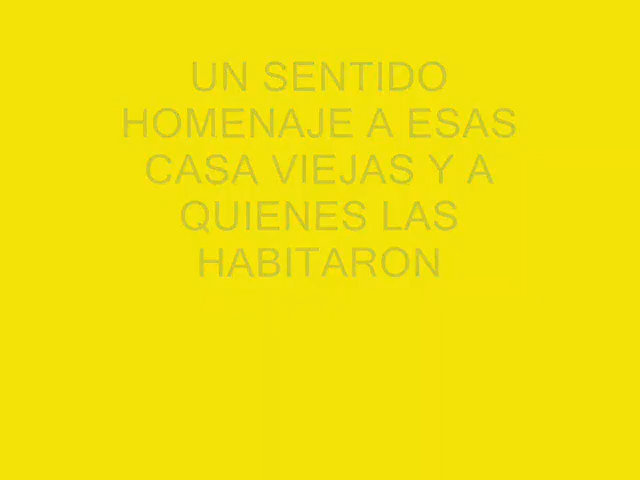 UN SENTIDO
HOMENAJE A ESAS
CASA VIEJAS Y A
QUIENES LAS
HABITARON